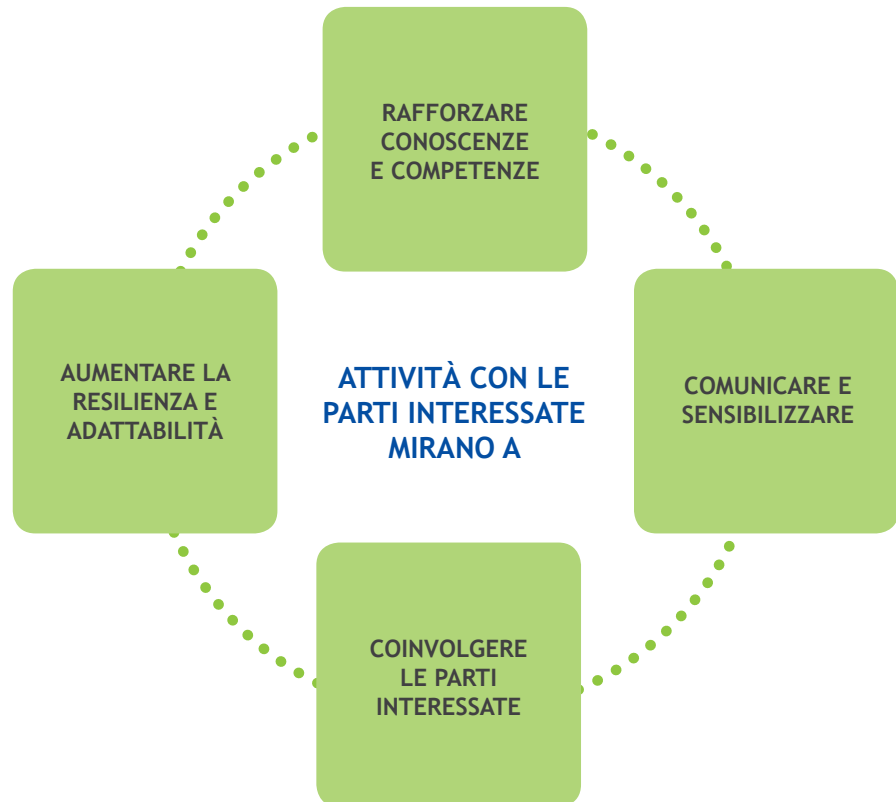 RAFFORZARE
CONOSCENZE
E COMPETENZE
AUMENTARE LA
RESILIENZA E
ADATTABILITÀ
ATTIVITÀ CON LE
PARTI INTERESSATE
MIRANO A
COMUNICARE E
SENSIBILIZZARE
COINVOLGERE
LE PARTI
INTERESSATE